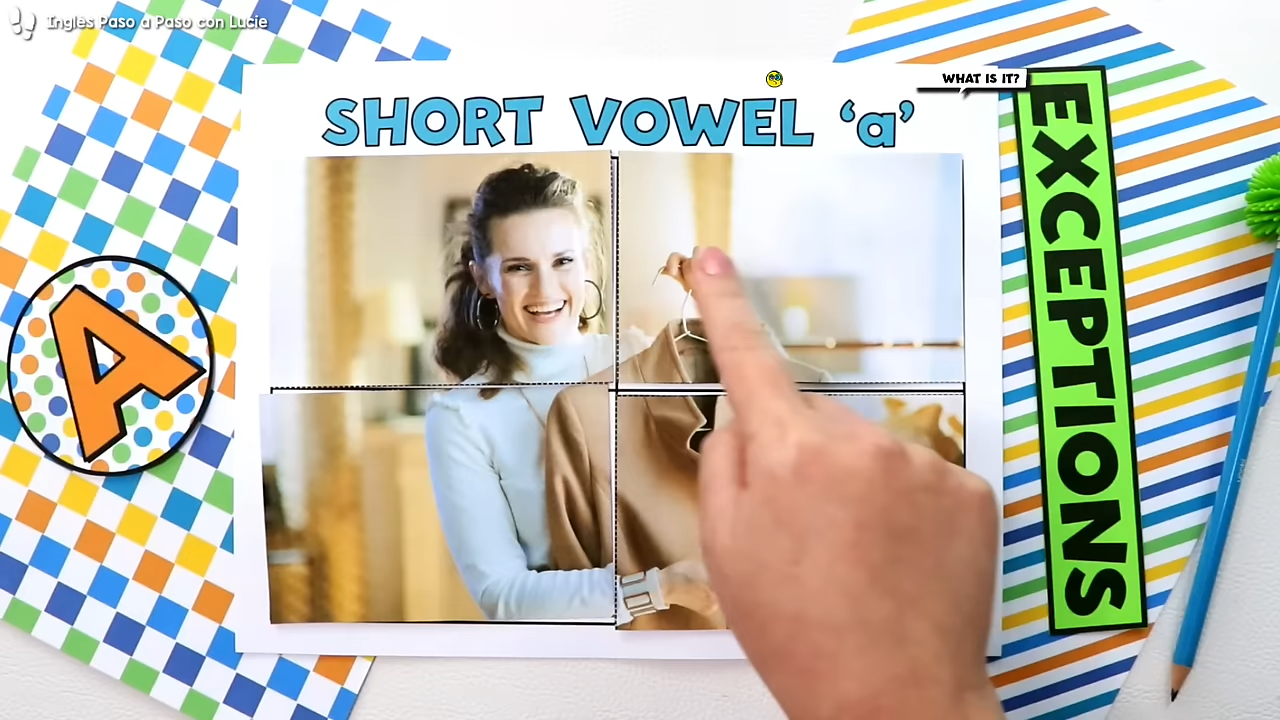 Inglés Paso a Paso con Lucie
WHAT IS IT?
SHORT VOWEL ‘a’
A
EXCEPTIONS